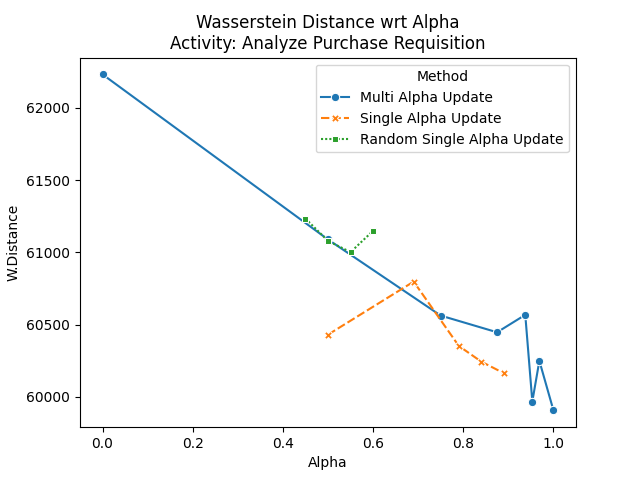 Wasserstein Distance wrt Alpha
Activity: Analyze Purchase Requisition
Method
Multi Alpha Update
Single Alpha Update
Random Single Alpha Update
W.Distance
62000
61500
61000
60500
60000
0.0 0.2 0.4 0.6 0.8 1.0
Alpha